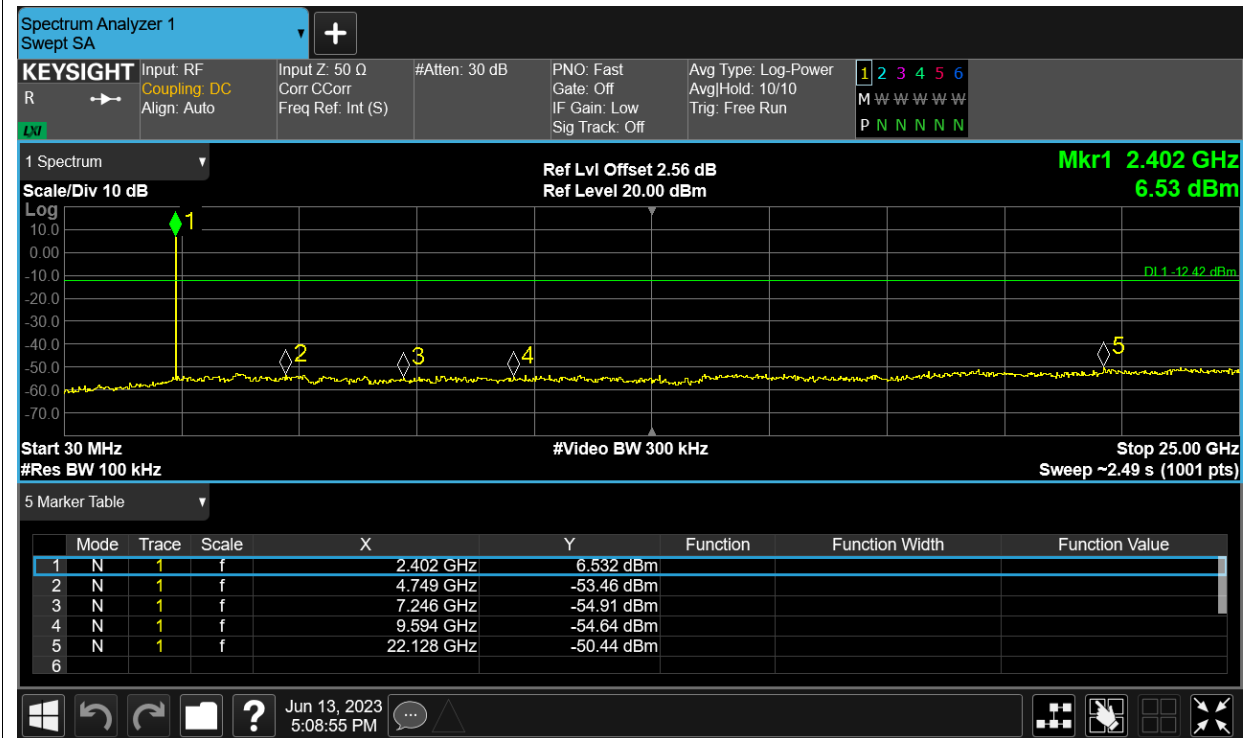 Spectrum Analyzer 1
Swept SA
+
KEYSIGHT Input: RF Input Z: 50 Ω #Atten: 30 dB PNO: Fast Avg Type: Log-Power 1 2 3 4 5 6
R Coupling: DC Corr CCorr Gate: Off Avg|Hold: 10/10 M W W W W W
Align: Auto Freq Ref: Int (S) IF Gain: Low Trig: Free Run
LXI Sig Track: Off P N N N N N
1 Spectrum Ref Lvl Offset 2.56 dB Mkr1 2.402 GHz
Scale/Div 10 dB Ref Level 20.00 dBm 6.53 dBm
Log
1
10.0
0.00
-10.0 DL1 -12.42 dBm
-20.0
-30.0
-40.0
2 3 4 5
-50.0
-60.0
-70.0
Start 30 MHz #Video BW 300 kHz Stop 25.00 GHz
#Res BW 100 kHz Sweep ~2.49 s (1001 pts)
5 Marker Table
Mode Trace Scale X Y Function Function Width Function Value
1 N 1 f 2.402 GHz 6.532 dBm
2 N 1 f 4.749 GHz -53.46 dBm
3 N 1 f 7.246 GHz -54.91 dBm
4 N 1 f 9.594 GHz -54.64 dBm
5 N 1 f 22.128 GHz -50.44 dBm
6
? Jun 13, 2023
5:08:55 PM